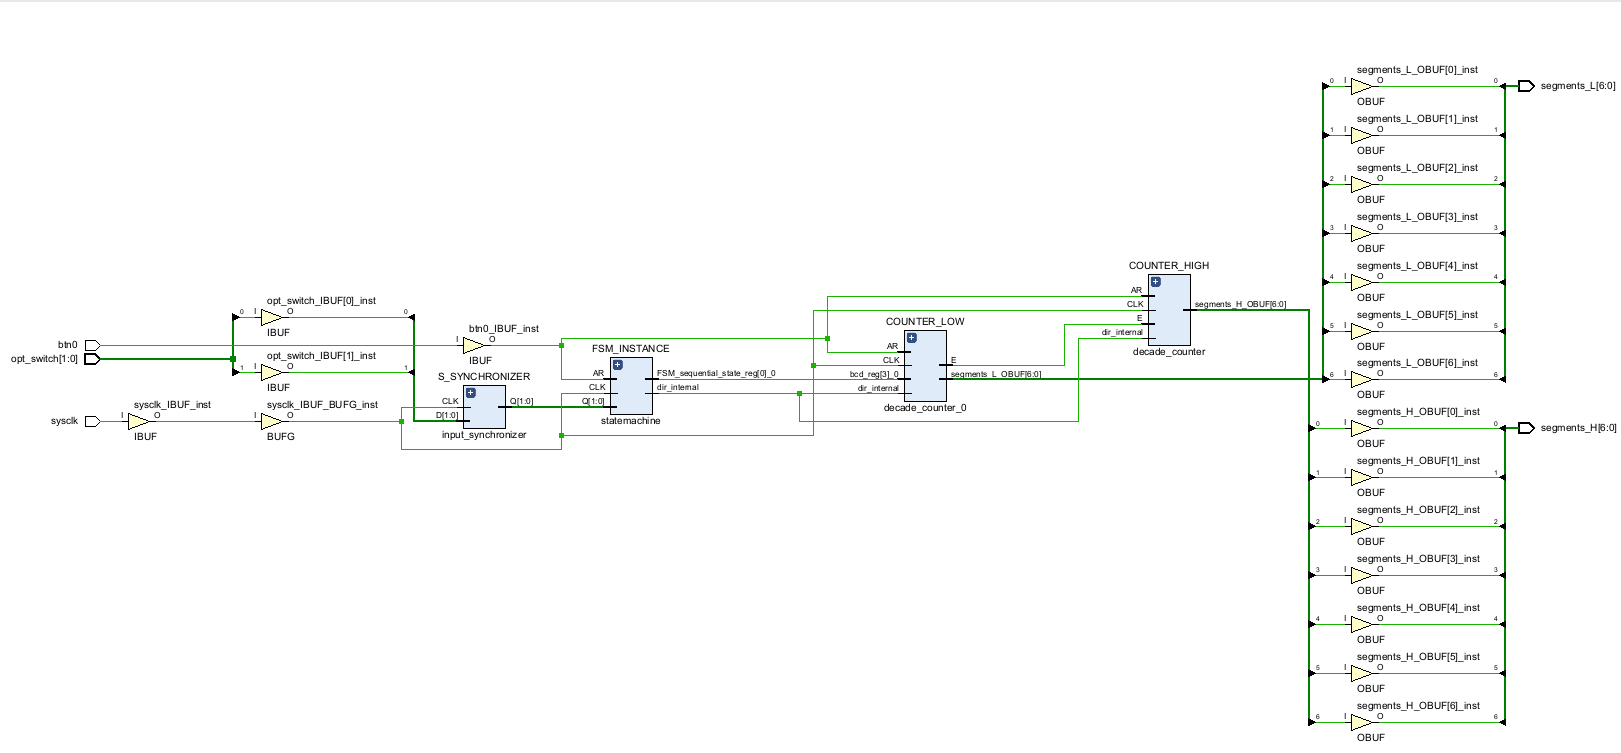 btn0
opt_switch[1:0]
sysclk
opt_switch_IBUF[0]_inst
0 I O 0
IBUF
opt_switch_IBUF[1]_inst
1 I O 1
IBUF
sysclk_IBUF_inst
I O
IBUF
sysclk_IBUF_BUFG_inst
I O
BUFG
btn0_IBUF_inst
I O
IBUF
S_SYNCHRONIZER
CLK
D[1:0]
Q[1:0]
input_synchronizer
FSM_INSTANCE
AR
CLK
Q[1:0]
FSM_sequential_state_reg[0]_0
dir_internal
statemachine
COUNTER_LOW
AR
CLK
bcd_reg[3]_0
dir_internal
E
segments_L_OBUF[6:0]
decade_counter_0
COUNTER_HIGH
AR
CLK
E
dir_internal
segments_H_OBUF[6:0]
decade_counter
segments_L_OBUF[0]_inst
0 I O 0
OBUF
segments_L[6:0]
segments_L_OBUF[1]_inst
1 I O 1
OBUF
segments_L_OBUF[2]_inst
2 I O 2
OBUF
segments_L_OBUF[3]_inst
3 I O 3
OBUF
segments_L_OBUF[4]_inst
4 I O 4
OBUF
segments_L_OBUF[5]_inst
5 I O 5
OBUF
segments_L_OBUF[6]_inst
6 I O 6
OBUF
segments_H_OBUF[0]_inst
0 I O 0
OBUF
segments_H[6:0]
segments_H_OBUF[1]_inst
1 I O 1
OBUF
segments_H_OBUF[2]_inst
2 I O 2
OBUF
segments_H_OBUF[3]_inst
3 I O 3
OBUF
segments_H_OBUF[4]_inst
4 I O 4
OBUF
segments_H_OBUF[5]_inst
5 I O 5
OBUF
segments_H_OBUF[6]_inst
6 I O 6
OBUF